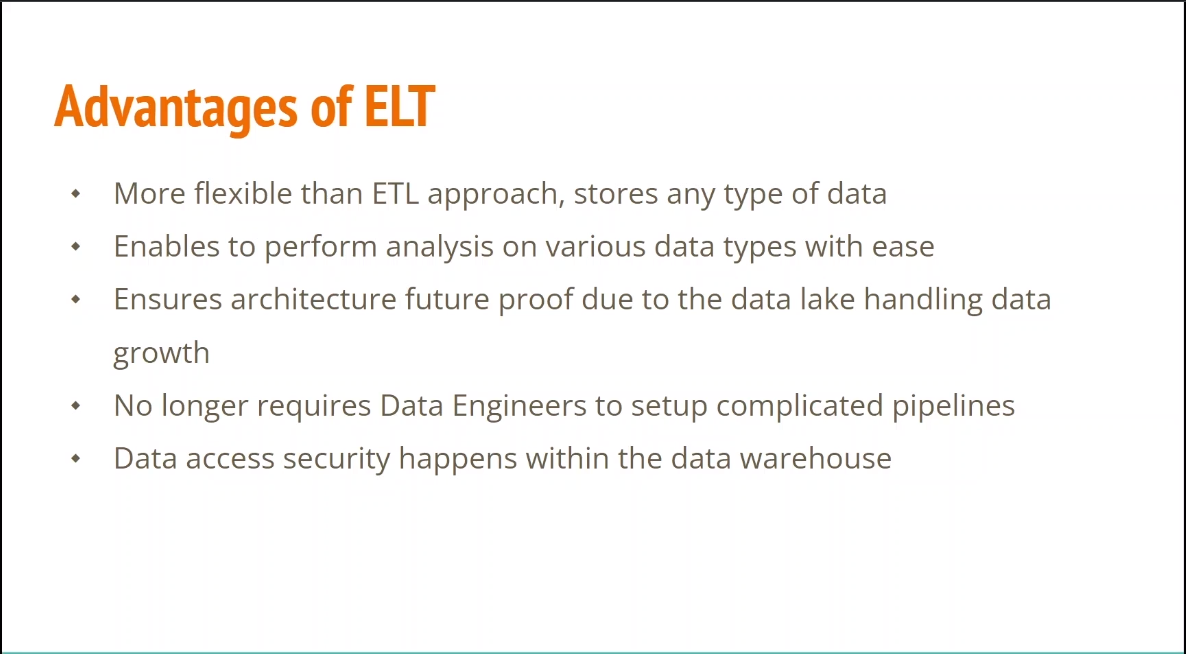 Advantages of ELT
More flexible than ETL approach, stores any type of data
Enables to perform analysis on various data types with ease
Ensures architecture future proof due to the data lake handling data
growth
No longer requires Data Engineers to setup complicated pipelines
Data access security happens within the data warehouse